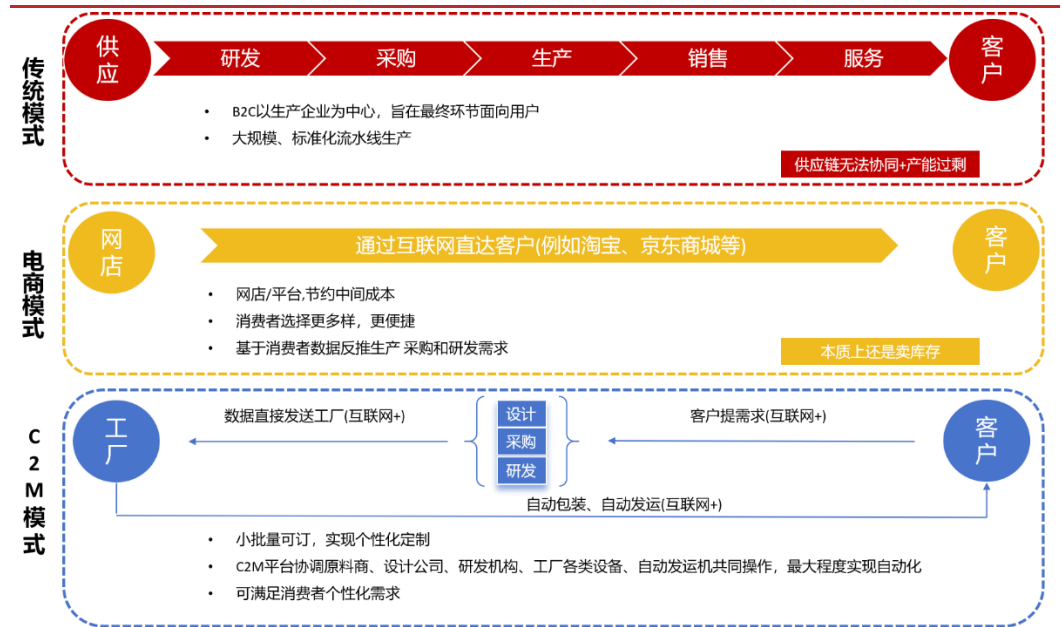 传统模式
供应
研发
采购
生产
销售
服务
客户
• B2C以生产企业为中心，旨在最终环节面向用户
• 大规模、标准化流水线生产
供应链无法协同+产能过剩
电商模式
网店
通过互联网直达客户(例如淘宝、京东商城等)
客户
• 网店/平台,节约中间成本
• 消费者选择更多样，更便捷
• 基于消费者数据反推生产 采购和研发需求
本质上还是卖库存
C2M模式
工厂
数据直接发送工厂(互联网+)
设计
采购
研发
客户提需求(互联网+)
客户
自动包装、自动发运(互联网+)
• 小批量可订，实现个性化定制
• C2M平台协调原料商、设计公司、研发机构、工厂各类设备、自动发运机共同操作，最大程度实现自动化
• 可满足消费者个性化需求